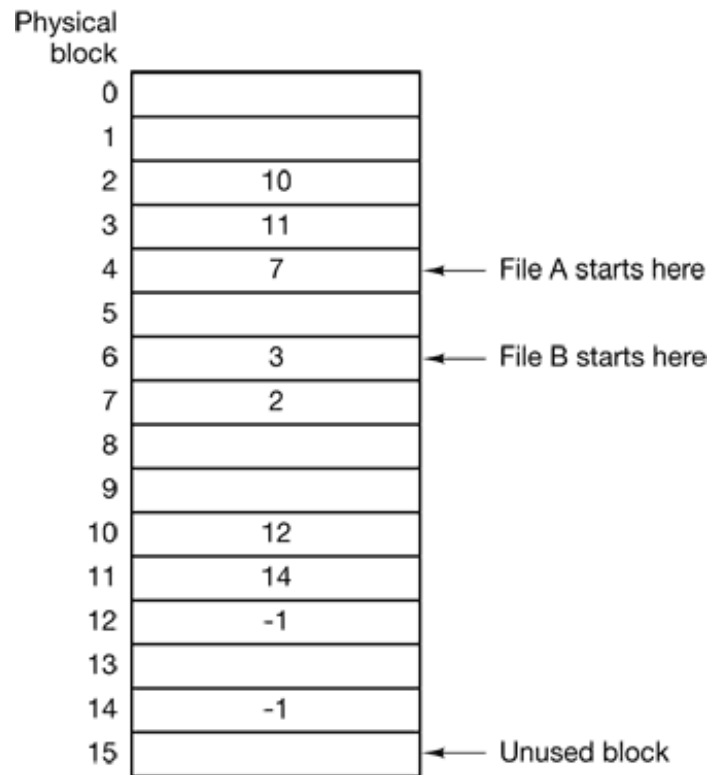 Physical
block
0
1
2 10
3 11
4 7 File A starts here
5
6 3 File B starts here
7 2
8
9
10 12
11 14
12 -1
13
14 -1
15 Unused block